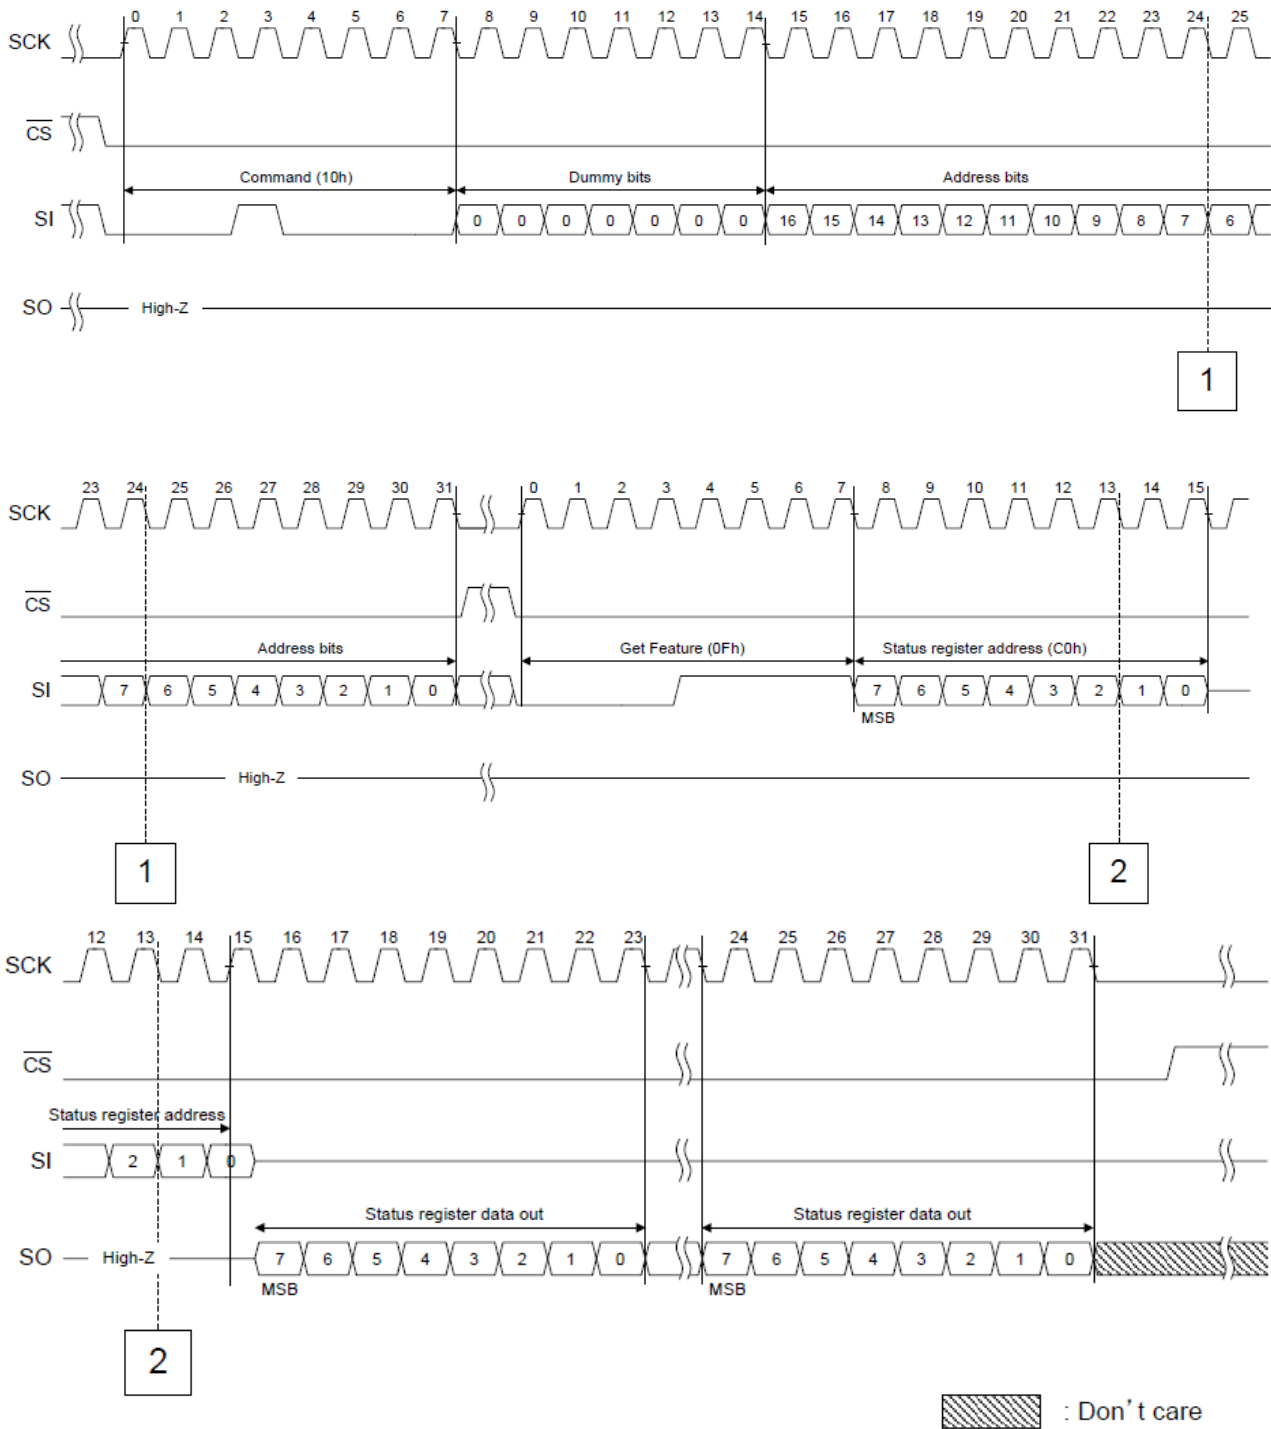 0 1 2 3 4 5 6 7 8 9 10 11 12 13 14 15 16 17 18 19 20 21 22 23 24 25
SCK
CS
Command (10h) Dummy bits Address bits
SI 0 0 0 0 0 0 0 16 15 14 13 12 11 10 9 8 7 6
SO High-Z
1
23 24 25 26 27 28 29 30 31 0 1 2 3 4 5 6 7 8 9 10 11 12 13 14 15
SCK
CS
Address bits Get Feature (0Fh) Status register address (C0h)
SI 7 6 5 4 3 2 1 0 7 6 5 4 3 2 1 0
MSB
SO High-Z
1 2
12 13 14 15 16 17 18 19 20 21 22 23 24 25 26 27 28 29 30 31
SCK
CS
Status register address
SI 2 1 0
Status register data out Status register data out
SO High-Z 7 6 5 4 3 2 1 0 7 6 5 4 3 2 1 0
MSB MSB
2
: Don't care